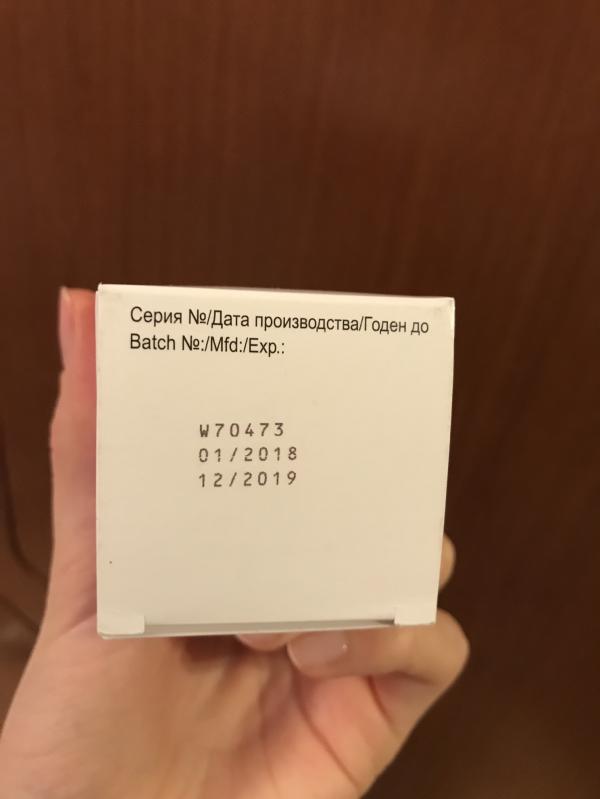 Серия №/Дата производства/Годен до
Batch №:/Mfd:/Exp.:
W70473
01/2018
12/2019